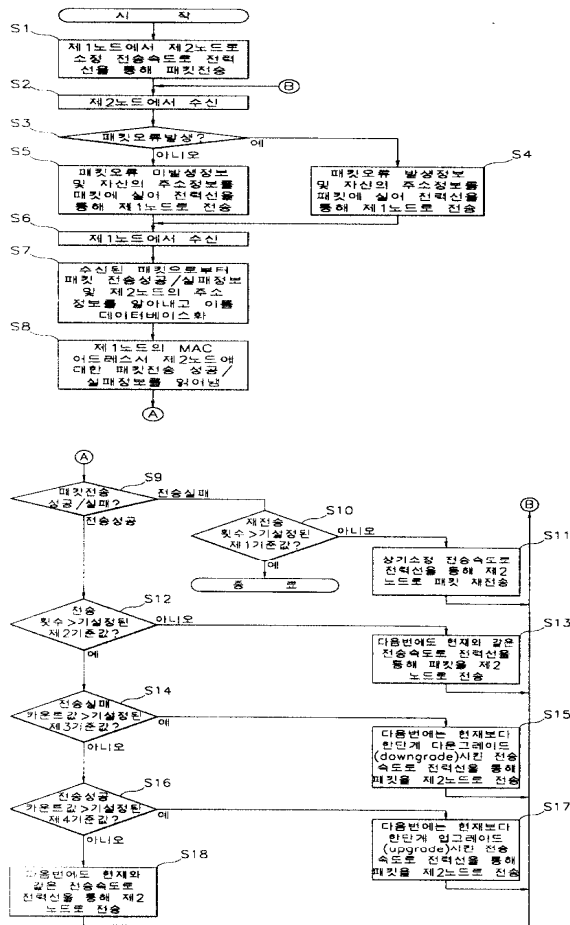 시 작
S1
제1노드에서 제2노드로
소정 전송속도로 전력
선을 통해 패킷전송
B
S2
제2노드에서 수신
S3
패킷오류발생?
예
아니오
S5
패킷오류 미발생정보
및 자신의 주소정보를
패킷에 실어 전력선을
통해 제1노드로 전송
S4
패킷오류 발생정보
및 자신의 주소정보를
패킷에 실어 전력선을
통해 제1노드로 전송
S6
제1노드에서 수신
S7
수신된 패킷으로부터
패킷 전송성공/실패정보
및 제2노드의 주소
정보를 알아내고 이를
데이터베이스화
S8
제1노드의 MAC
어드레스서 제2노드에
대한 패킷전송 성공/
실패정보를 읽어냄
A
A
S9
패킷전송
성공/실패?
전송실패
전송성공
S10
재전송
횟수>기설정된
제1기준값?
아니오
예
종 료
B
S11
상기소정 전송속도로
전력선을 통해 제2
노드로 패킷 재전송
S12
전송
횟수>기설정된
제2기준값?
아니오
예
S13
다음번에도 현재와 같은
전송속도로 전력선을
통해 패킷을 제2
노드로 전송
S14
전송실패
카운트값>기설정된
제3기준값?
예
아니오
S15
다음번에는 현재보다
한단계 다운그레이드
(downgrade)시킨 전송
속도로 전력선을 통해
패킷을 제2노드로 전송
S16
전송성공
카운트값>기설정된
제4기준값?
예
아니오
S17
다음번에는 현재보다
한단계 업그레이드
(upgrade)시킨 전송
속도로 전력선을 통해
패킷을 제2노드로 전송
S18
다음번에도 현재와
같은 전송속도로
전력선을 통해 제2
노드로 전송